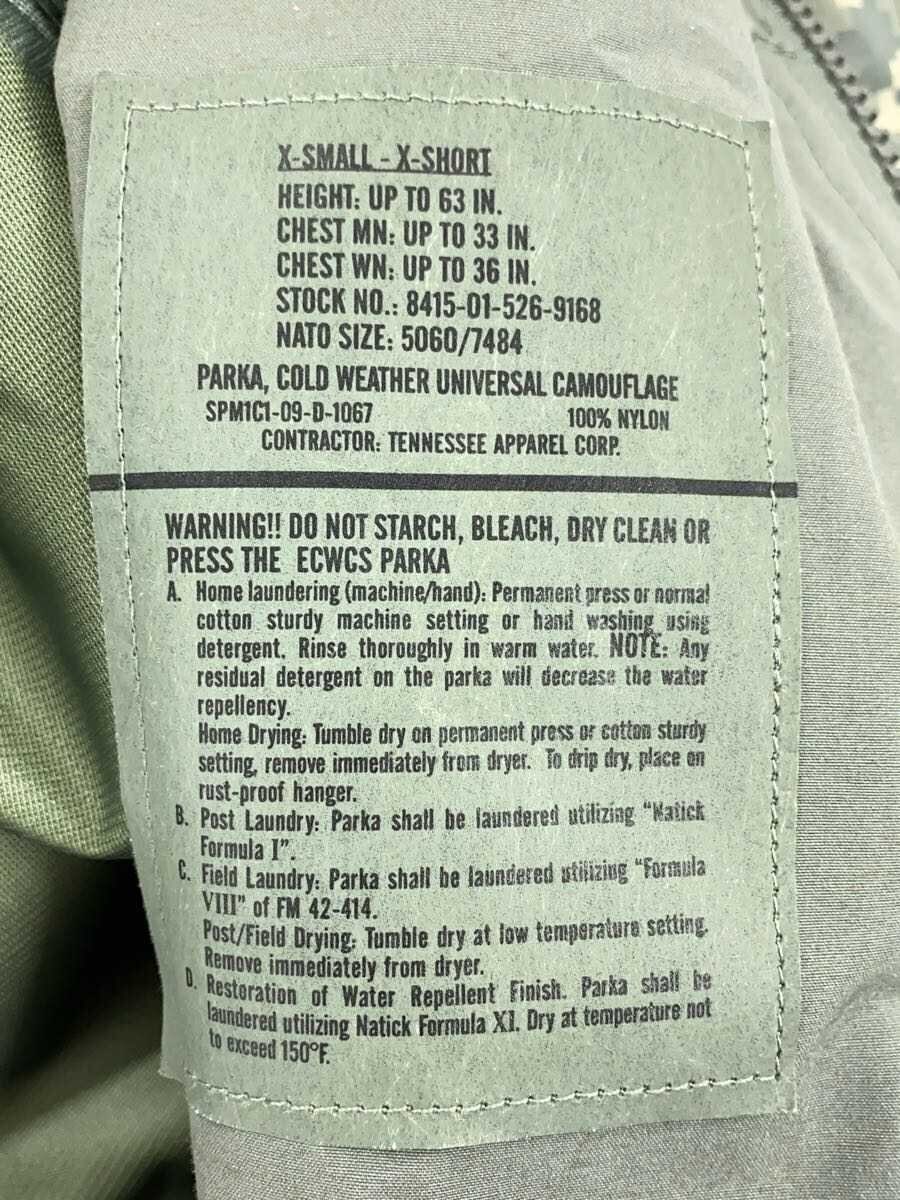 X-SMALL - X-SHORT
HEIGHT: UP TO 63 IN.
CHEST MN: UP TO 33 IN.
CHEST WN: UP TO 36 IN.
STOCK NO.: 8415-01-526-9168
NATO SIZE: 5060/7484
PARKA, COLD WEATHER UNIVERSAL CAMOUFLAGE
SPM1C1-09-D-1067 100% NYLON
CONTRACTOR: TENNESSEE APPAREL CORP.
WARNING!! DO NOT STARCH, BLEACH, DRY CLEAN OR
PRESS THE ECWCS PARKA
A. Home laundering (machine/hand): Permanent press or normal
cotton sturdy machine setting or hand washing using
detergent. Rinse thoroughly in warm water. NOTE: Any
residual detergent on the parka will decrease the water
repellency.
Home Drying: Tumble dry on permanent press or cotton sturdy
setting, remove immediately from dryer. To drip dry, place on
rust-proof hanger.
B. Post Laundry: Parka shall be laundered utilizing "Natick
Formula I".
C. Field Laundry: Parka shall be laundered utilizing "Formula
VIII" of FM 42-414.
Post/Field Drying: Tumble dry at low temperature setting.
Remove immediately from dryer.
D. Restoration of Water Repellent Finish. Parka shall be
laundered utilizing Natick Formula XI. Dry at temperature not
to exceed 150°F.